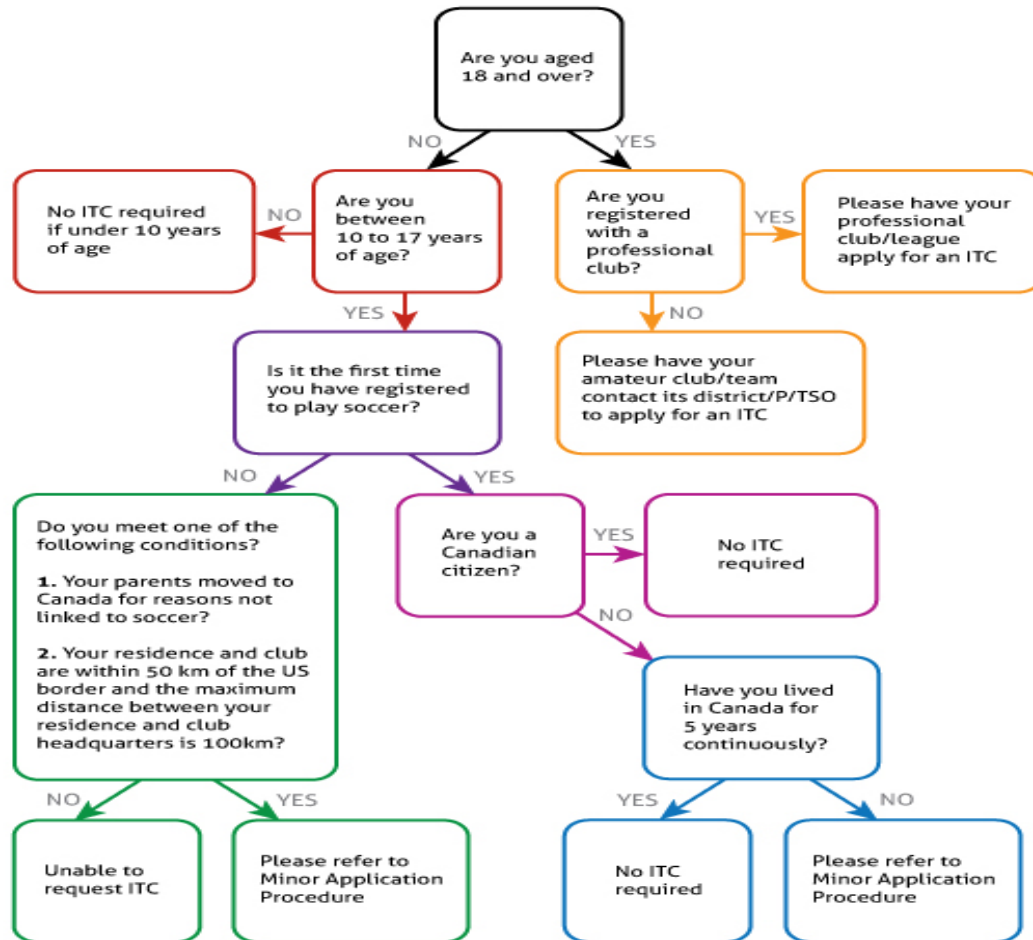 Are you aged
18 and over?
NO
YES
No ITC required
if under 10 years
of age
NO
Are you
between
10 to 17 years
of age?
Are you
registered
with a
professional
club?
YES
Please have your
professional
club/league
apply for an ITC
YES
NO
Is it the first time
you have registered
to play soccer?
Please have your
amateur club/team
contact its district/P/TSO
to apply for an ITC
NO
YES
Do you meet one of the
following conditions?
1. Your parents moved to
Canada for reasons not
linked to soccer?
2. Your residence and club
are within 50 km of the US
border and the maximum
distance between your
residence and club
headquarters is 100km?
Are you a
Canadian
citizen?
YES
No ITC
required
NO
Have you lived
in Canada for
5 years
continuously?
NO
YES
YES
NO
Unable to
request ITC
Please refer to
Minor Application
Procedure
No ITC
required
Please refer to
Minor Application
Procedure